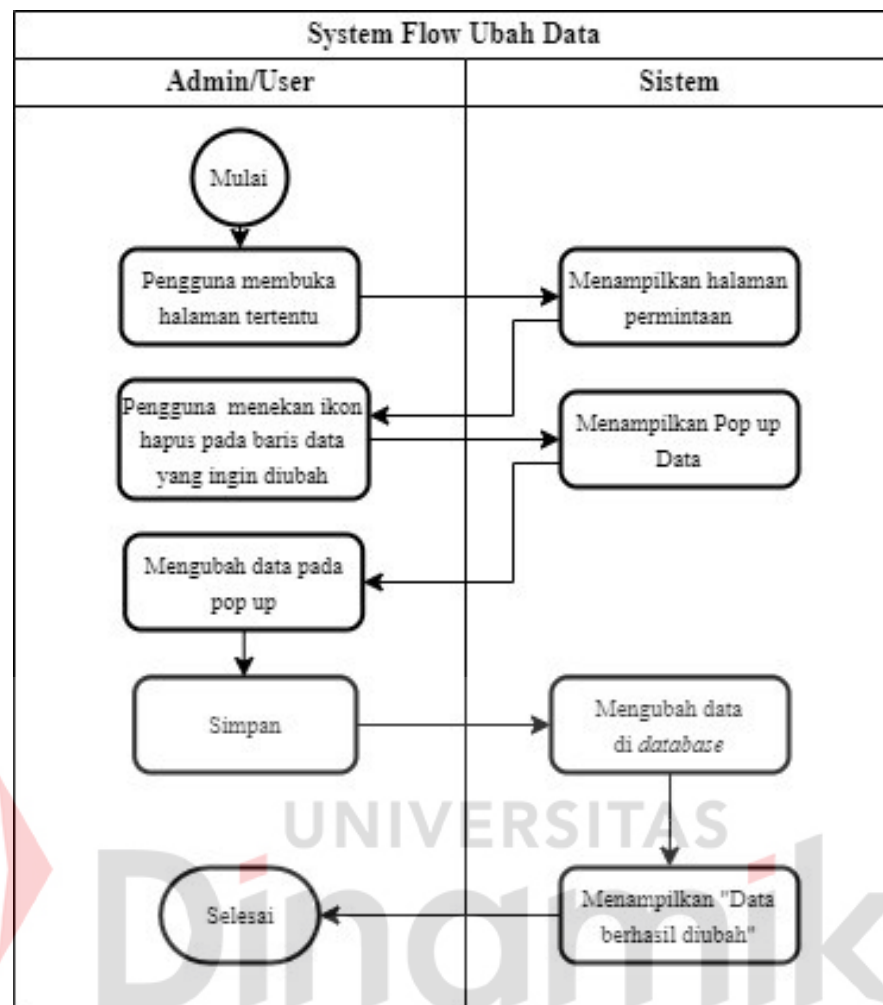 System Flow Ubah Data
Admin/User
Sistem
Mulai
Pengguna membuka
halaman tertentu
Menampilkan halaman
permintaan
Pengguna menekan ikon
hapus pada baris data
yang ingin diubah
Menampilkan Pop up
Data
Mengubah data pada
pop up
Simpan
Mengubah data
di database
Menampilkan "Data
berhasil diubah"
Selesai
UNIVERSITAS
Dinamik